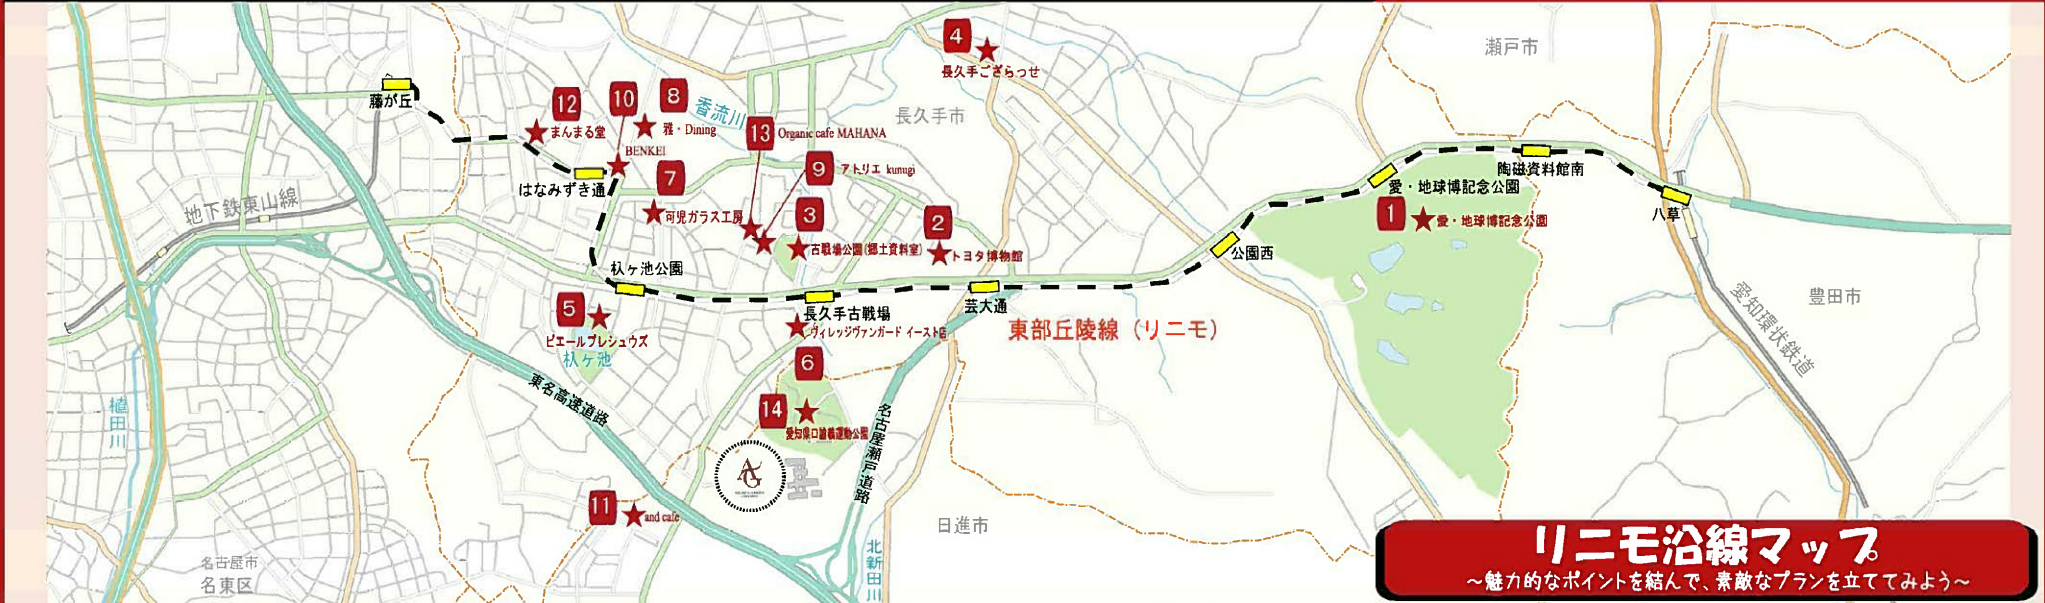 4
長久手ござらっせ
瀬戸市
藤が丘
12
まんまる堂
10
BENKEI
8
雅・Dining
香流川
13
Organic cafe MAHANA
長久手市
はなみずき通
7
可児ガラス工房
9
アトリエ kunugi
3
古戦場公園(郷土資料室)
2
トヨタ博物館
陶磁資料館南
愛・地球博記念公園
1
愛・地球博記念公園
八草
公園西
地下鉄東山線
杁ヶ池公園
長久手古戦場
芸大通
東部丘陵線（リニモ）
豊田市
愛知環状鉄道
5
ピエールプレシュウズ
杁ヶ池
ヴィレッジヴァンガード イースト店
6
14
東名高速道路
植田川
名古屋瀬戸道路
AG
11
and cafe
日進市
北新田川
名古屋市
名東区
リニモ沿線マップ
～魅力的なポイントを結んで、素敵なプランを立ててみよう～